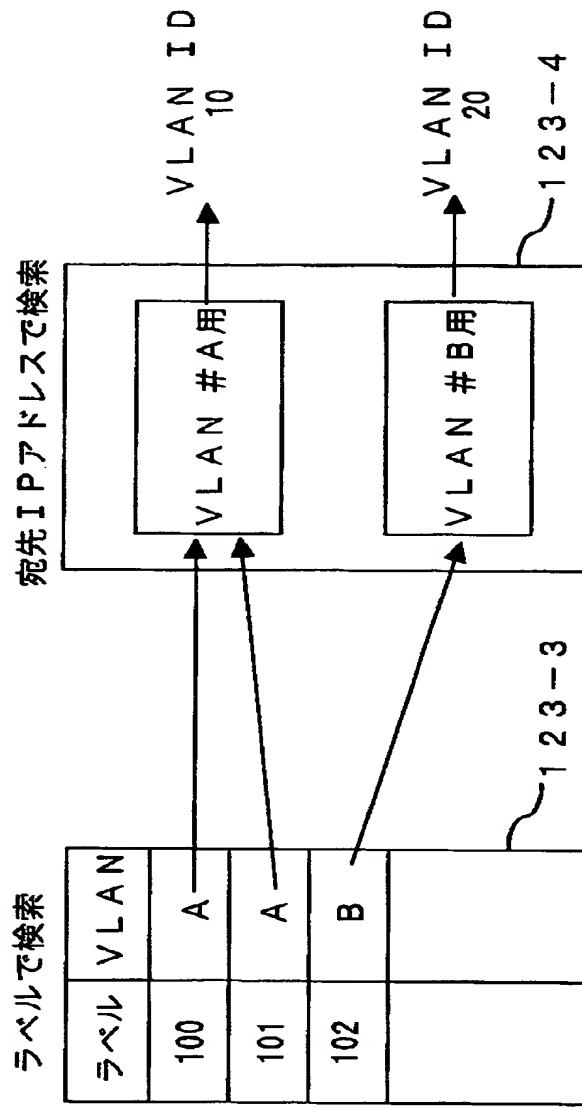 ラベルで検索
ラベル VLAN
100 A
101 A
102 B
123-3
宛先IPアドレスで検索
VLAN #A用
VLAN #B用
123-4
VLAN ID
10
VLAN ID
20